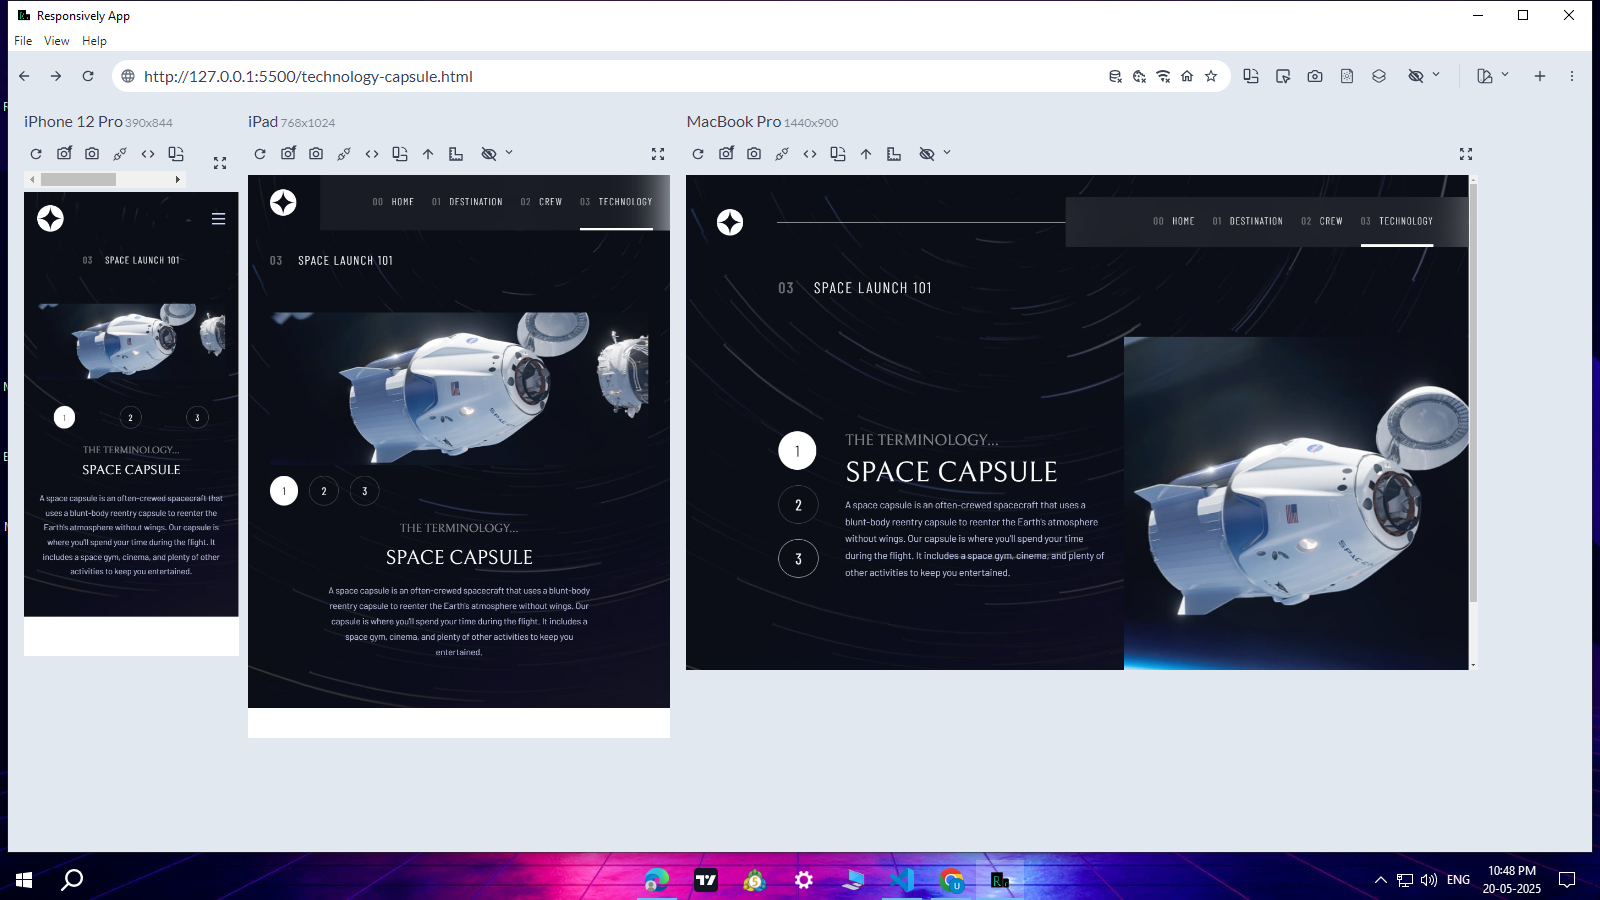 Responsively App
File View Help
http://127.0.0.1:5500/technology-capsule.html
iPhone 12 Pro 390x844
03 SPACE LAUNCH 101
1 2 3
THE TERMINOLOGY...
SPACE CAPSULE
A space capsule is an often-crewed spacecraft that
uses a blunt-body reentry capsule to reenter the
Earth's atmosphere without wings. Our capsule is
where you'll spend your time during the flight. It
includes a space gym, cinema, and plenty of other
activities to keep you entertained.
iPad 768x1024
00 HOME 01 DESTINATION 02 CREW 03 TECHNOLOGY
03 SPACE LAUNCH 101
1 2 3
THE TERMINOLOGY...
SPACE CAPSULE
A space capsule is an often-crewed spacecraft that uses a blunt-body
reentry capsule to reenter the Earth's atmosphere without wings. Our
capsule is where you'll spend your time during the flight. It includes a
space gym, cinema, and plenty of other activities to keep you
entertained.
MacBook Pro 1440x900
00 HOME 01 DESTINATION 02 CREW 03 TECHNOLOGY
03 SPACE LAUNCH 101
1
2
3
THE TERMINOLOGY...
SPACE CAPSULE
A space capsule is an often-crewed spacecraft that uses a
blunt-body reentry capsule to reenter the Earth's atmosphere
without wings. Our capsule is where you'll spend your time
during the flight. It includes a space gym, cinema, and plenty of
other activities to keep you entertained.
ENG
10:48 PM
20-05-2025